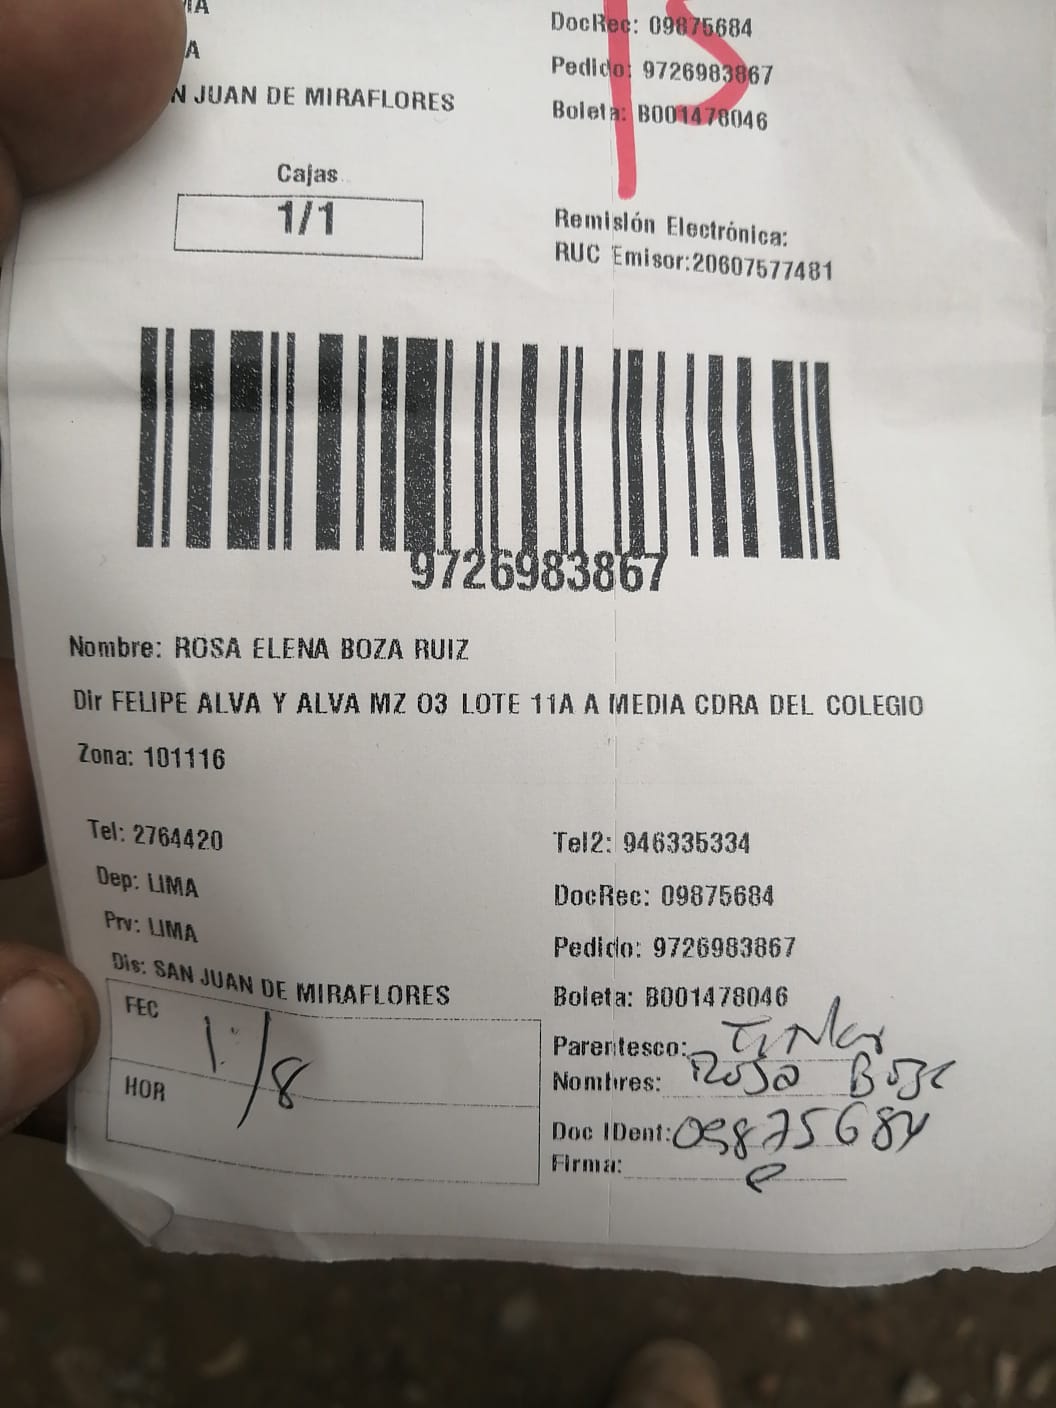 DocRec: 09875684
A
Pedido: 9726983867
N JUAN DE MIRAFLORES
Boleta: B001478046
15
Cajas
1/1
Remisión Electrónica:
RUC Emisor:20607577481
9726983867
Nombre: ROSA ELENA BOZA RUIZ
Dir FELIPE ALVA Y ALVA MZ O3 LOTE 11A A MEDIA CDRA DEL COLEGIO
Zona: 101116
Tel: 2764420
Tel2: 946335334
Dep: LIMA
DocRec: 09875684
Prv: LIMA
Pedido: 9726983867
Dis: SAN JUAN DE MIRAFLORES
Boleta: B001478046
FEC 1/8
Parentesco:
Nombres: Rosa Boza
HOR
Doc IDent: 09875684
Firma: